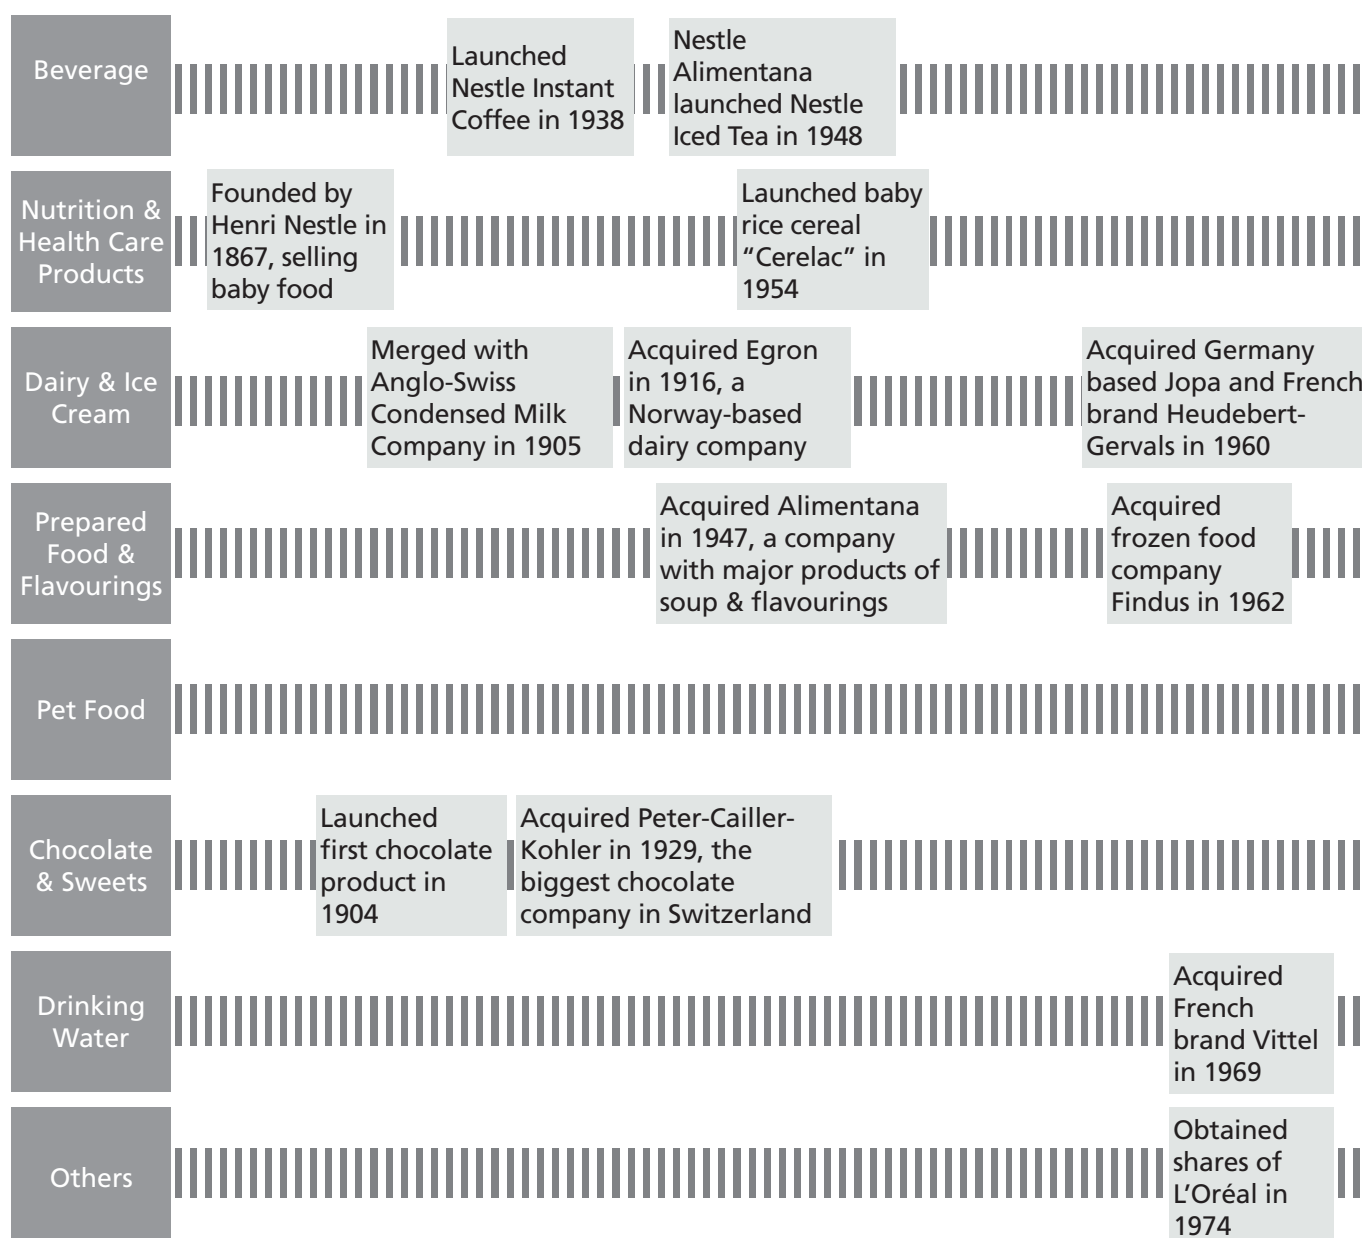 Beverage
Launched
Nestle Instant
Coffee in 1938
Nestle
Alimentana
launched Nestle
Iced Tea in 1948
Nutrition &
Health Care
Products
Founded by
Henri Nestle in
1867, selling
baby food
Launched baby
rice cereal
“Cerelac” in
1954
Dairy & Ice
Cream
Merged with
Anglo-Swiss
Condensed Milk
Company in 1905
Acquired Egron
in 1916, a
Norway-based
dairy company
Acquired Germany
based Jopa and French
brand Heudebert-
Gervals in 1960
Prepared
Food &
Flavourings
Acquired Alimentana
in 1947, a company
with major products of
soup & flavourings
Acquired
frozen food
company
Findus in 1962
Pet Food
Chocolate
& Sweets
Launched
first chocolate
product in
1904
Acquired Peter-Cailler-
Kohler in 1929, the
biggest chocolate
company in Switzerland
Drinking
Water
Acquired
French
brand Vittel
in 1969
Others
Obtained
shares of
L’Oréal in
1974